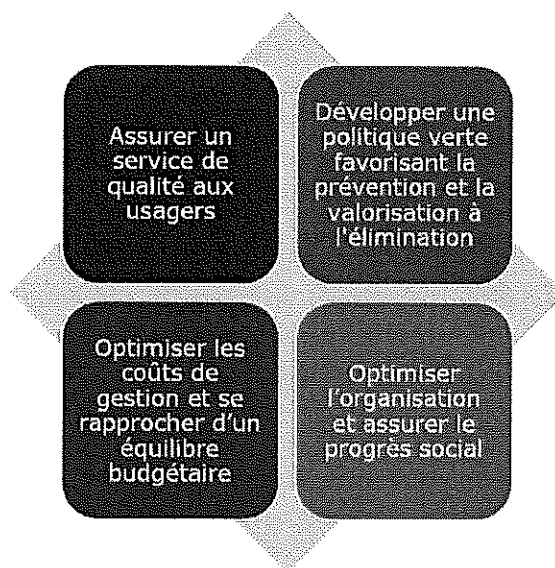 Assurer un
service de
qualité aux
usagers
Développer une
politique verte
favorisant la
prévention et la
valorisation à
l'élimination
Optimiser les
coûts de
gestion et se
rapprocher d'un
équilibre
budgétaire
Optimiser
l'organisation
et assurer le
progrès social